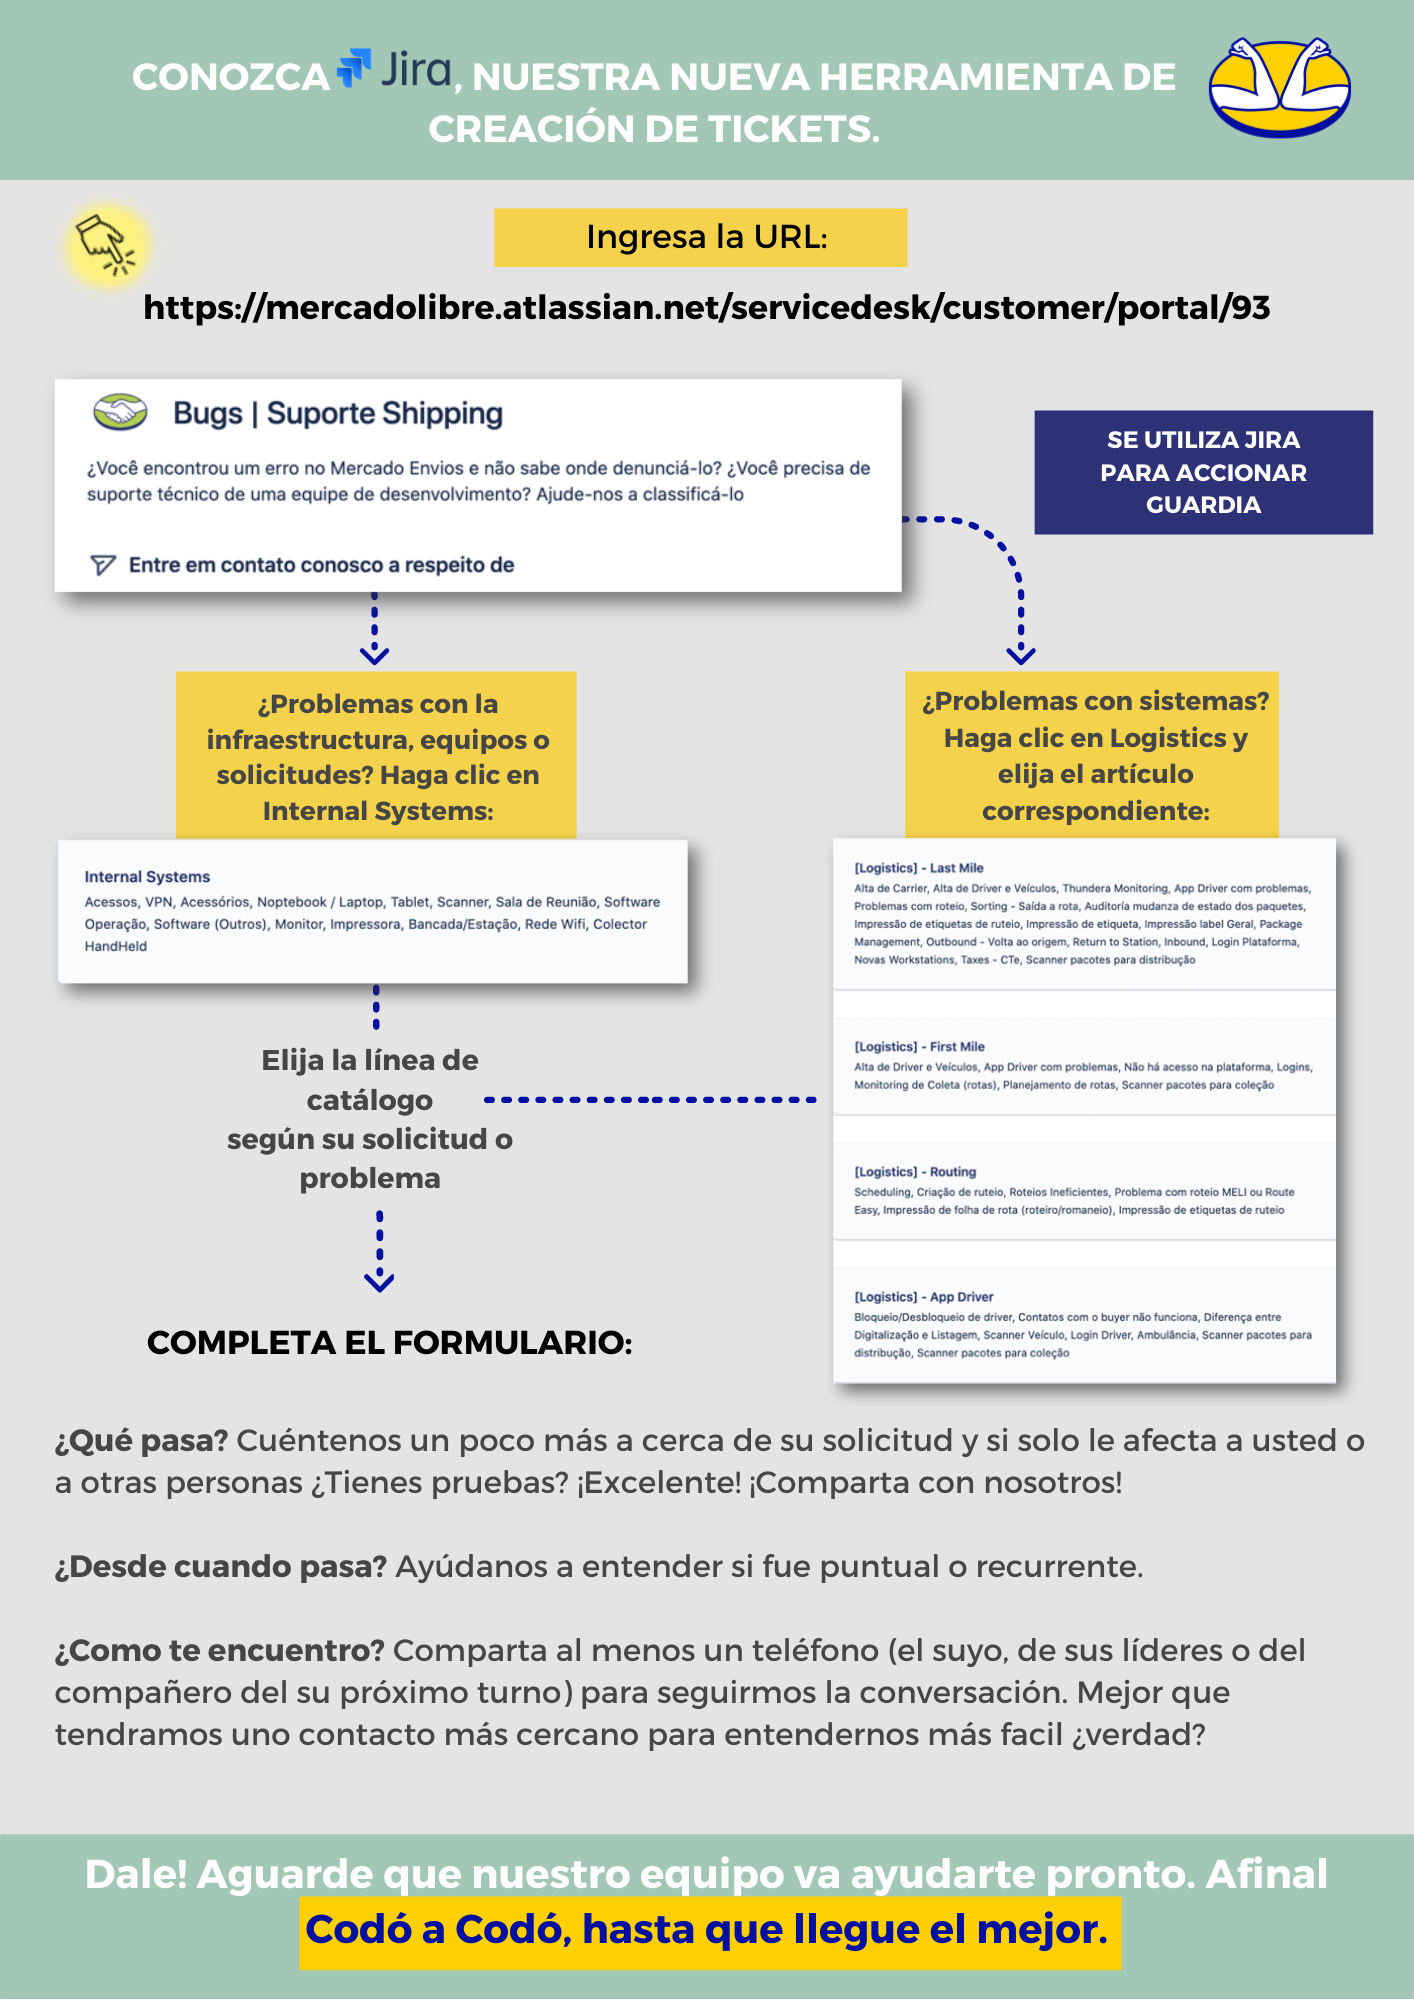 CONOZCA Jira, NUESTRA NUEVA HERRAMIENTA DE
CREACIÓN DE TICKETS.
Ingresa la URL:
https://mercadolibre.atlassian.net/servicedesk/customer/portal/93
Bugs | Suporte Shipping
¿Você encontrou um erro no Mercado Envios e não sabe onde denunciá-lo? ¿Você precisa de
suporte técnico de uma equipe de desenvolvimento? Ajude-nos a classificá-lo
Entre em contato conosco a respeito de
SE UTILIZA JIRA
PARA ACCIONAR
GUARDIA
¿Problemas con la
infraestructura, equipos o
solicitudes? Haga clic en
Internal Systems:
Internal Systems
Acessos, VPN, Acessórios, Noptebook / Laptop, Tablet, Scanner, Sala de Reunião, Software
Operação, Software (Outros), Monitor, Impressora, Bancada/Estação, Rede Wifi, Colector
HandHeld
Elija la línea de
catálogo
según su solicitud o
problema
¿Problemas con sistemas?
Haga clic en Logistics y
elija el artículo
correspondiente:
[Logistics] - Last Mile
Alta de Carrier, Alta de Driver e Veículos, Thundera Monitoring, App Driver com problemas,
Problemas com roteio, Sorting - Saída a rota, Auditoría mudanza de estado dos paquetes,
Impressão de etiquetas de ruteio, Impressão de etiqueta, Impressão label Geral, Package
Management, Outbound - Volta ao origem, Return to Station, Inbound, Login Plataforma,
Novas Workstations, Taxes - CTe, Scanner pacotes para distribução
[Logistics] - First Mile
Alta de Driver e Veículos, App Driver com problemas, Não há acesso na plataforma, Logins,
Monitoring de Coleta (rotas), Planejamento de rotas, Scanner pacotes para coleção
[Logistics] - Routing
Scheduling, Criação de ruteio, Roteios Ineficientes, Problema com roteio MELI ou Route
Easy, Impressão de folha de rota (roteiro/romaneio), Impressão de etiquetas de ruteio
[Logistics] - App Driver
Bloqueio/Desbloqueio de driver, Contatos com o buyer não funciona, Diferença entre
Digitalização e Listagem, Scanner Veículo, Login Driver, Ambulância, Scanner pacotes para
distribução, Scanner pacotes para coleção
COMPLETA EL FORMULARIO:
¿Qué pasa? Cuéntenos un poco más a cerca de su solicitud y si solo le afecta a usted o
a otras personas ¿Tienes pruebas? ¡Excelente! ¡Comparta con nosotros!
¿Desde cuando pasa? Ayúdanos a entender si fue puntual o recurrente.
¿Como te encuentro? Comparta al menos un teléfono (el suyo, de sus líderes o del
compañero del su próximo turno) para seguirmos la conversación. Mejor que
tendramos uno contacto más cercano para entendernos más facil ¿verdad?
Dale! Aguarde que nuestro equipo va ayudarte pronto. Afinal
Codó a Codó, hasta que llegue el mejor.